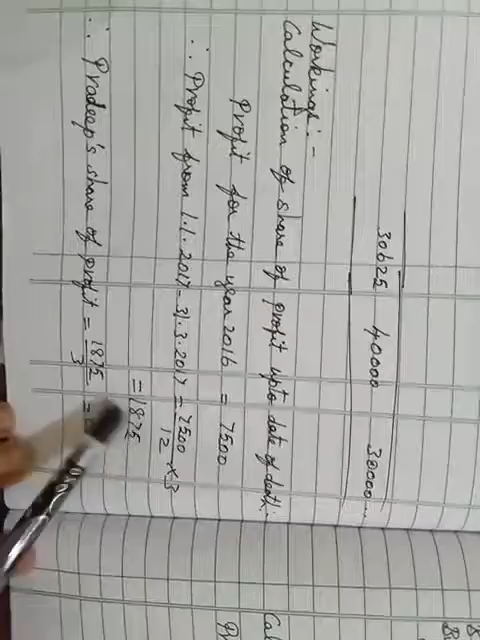 30625 40000 30000
Workings:-
Calculation of share of profit upto date of death:-
Profit for the year 2016 = 7500
∴ Profit from 1.1.2017 - 31.3.2017 = 7500/12 × 3
= 1875
∴ Pradeep's share of profit = 1875/3 =
Cal